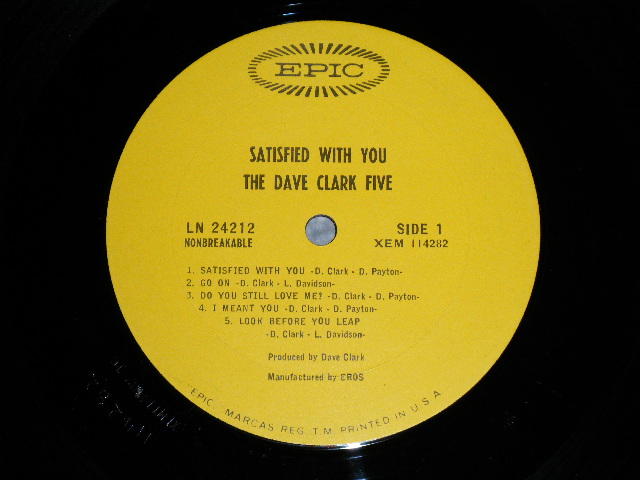 EPIC
SATISFIED WITH YOU
THE DAVE CLARK FIVE
LN 24212
NONBREAKABLE
SIDE 1
XEM 114282
1. SATISFIED WITH YOU -D. Clark - D. Payton-
2. GO ON -D. Clark - L. Davidson-
3. DO YOU STILL LOVE ME? -D. Clark - D. Payton-
4. I MEANT YOU -D. Clark - D. Payton-
5. LOOK BEFORE YOU LEAP
-D. Clark - L. Davidson-
Produced by Dave Clark
Manufactured by EROS
"EPIC," MARCAS REG. T.M. PRINTED IN U.S.A.